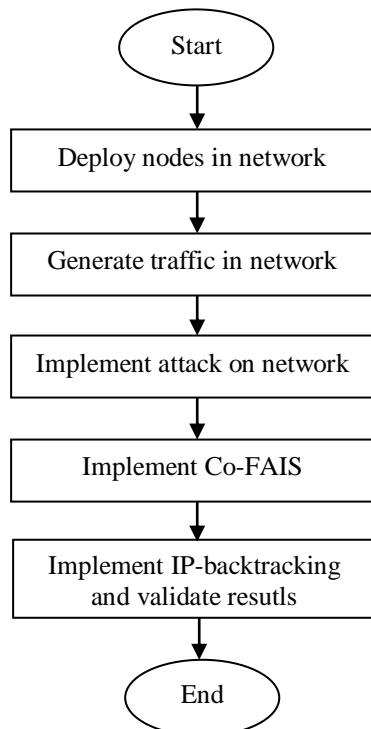 Start
Deploy nodes in network
Generate traffic in network
Implement attack on network
Implement Co-FAIS
Implement IP-backtracking
and validate resutls
End